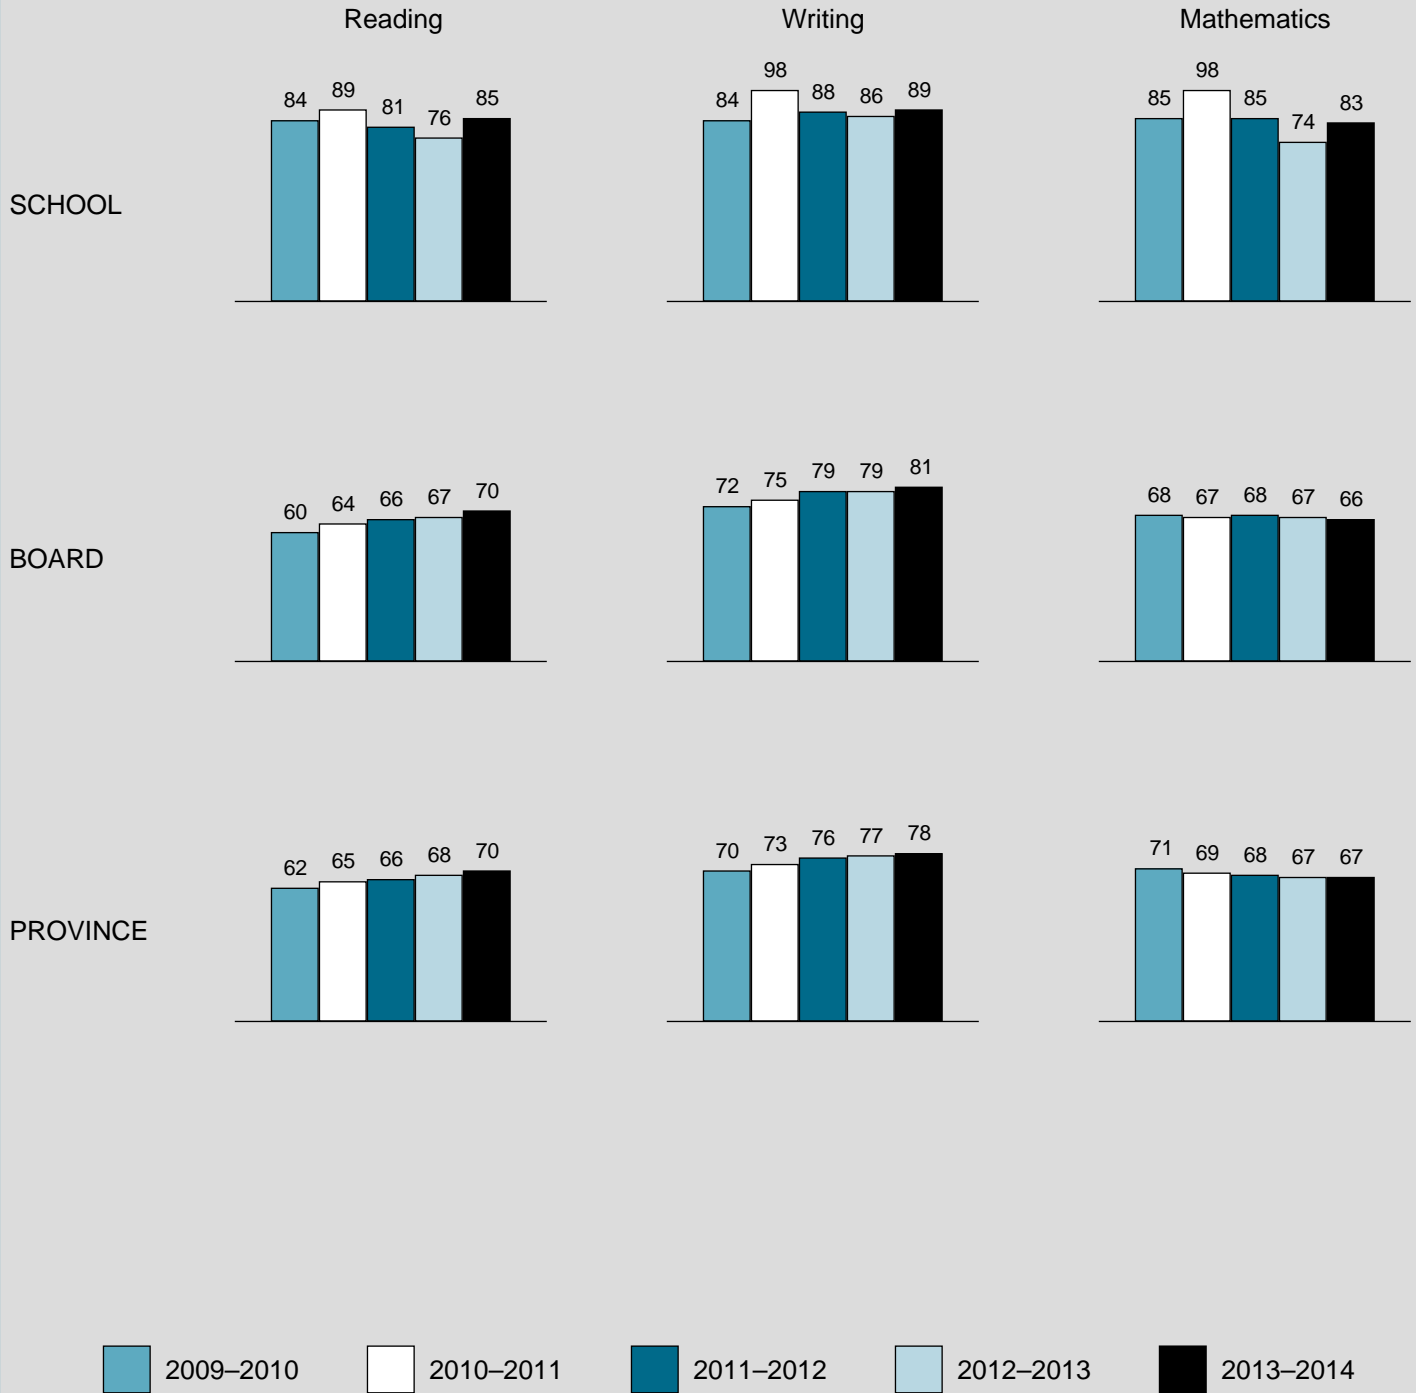 Reading Writing Mathematics
84 89 81 76 85
84 98 88 86 89
85 98 85 74 83
SCHOOL
60 64 66 67 70
72 75 79 79 81
68 67 68 67 66
BOARD
62 65 66 68 70
70 73 76 77 78
71 69 68 67 67
PROVINCE
2009–2010 2010–2011 2011–2012 2012–2013 2013–2014